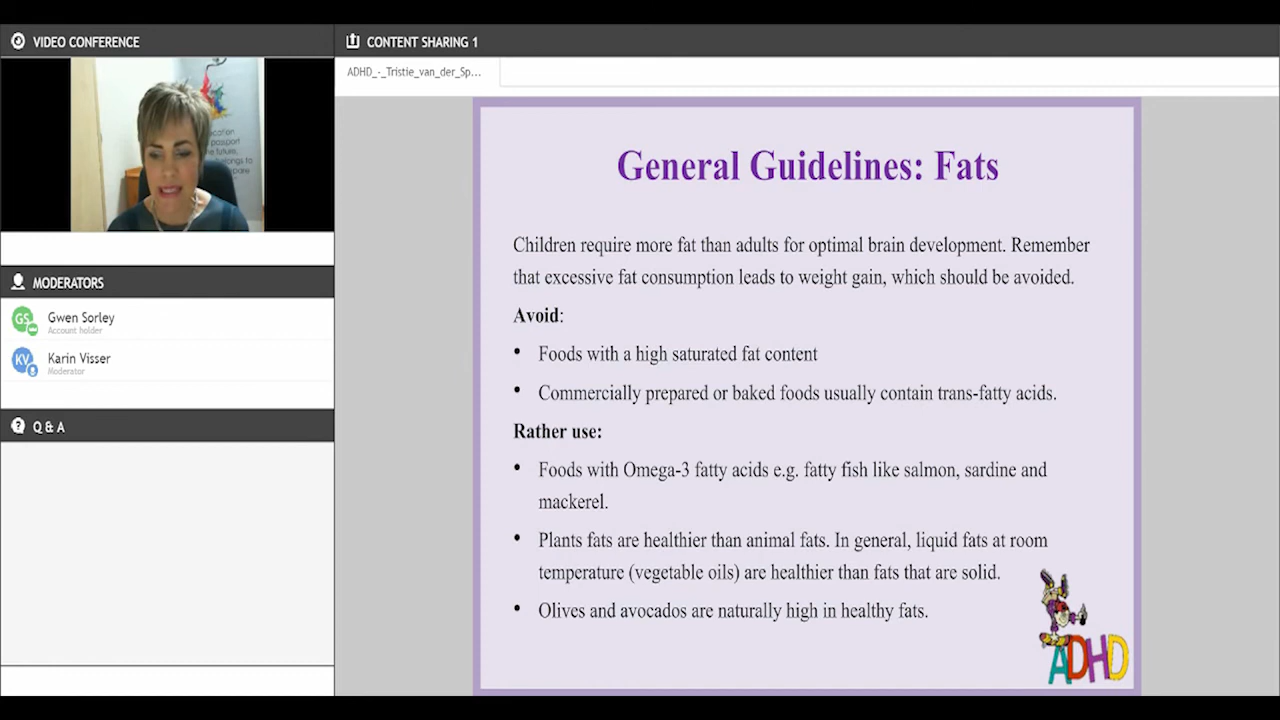 VIDEO CONFERENCE
CONTENT SHARING 1
ADHD_-_Tristie_van_der_Sp...
MODERATORS
GS
Gwen Sorley
Account holder
KV
Karin Visser
Moderator
Q & A
General Guidelines: Fats
Children require more fat than adults for optimal brain development. Remember
that excessive fat consumption leads to weight gain, which should be avoided.
Avoid:
• Foods with a high saturated fat content
• Commercially prepared or baked foods usually contain trans-fatty acids.
Rather use:
• Foods with Omega-3 fatty acids e.g. fatty fish like salmon, sardine and
mackerel.
• Plants fats are healthier than animal fats. In general, liquid fats at room
temperature (vegetable oils) are healthier than fats that are solid.
• Olives and avocados are naturally high in healthy fats.
ADHD